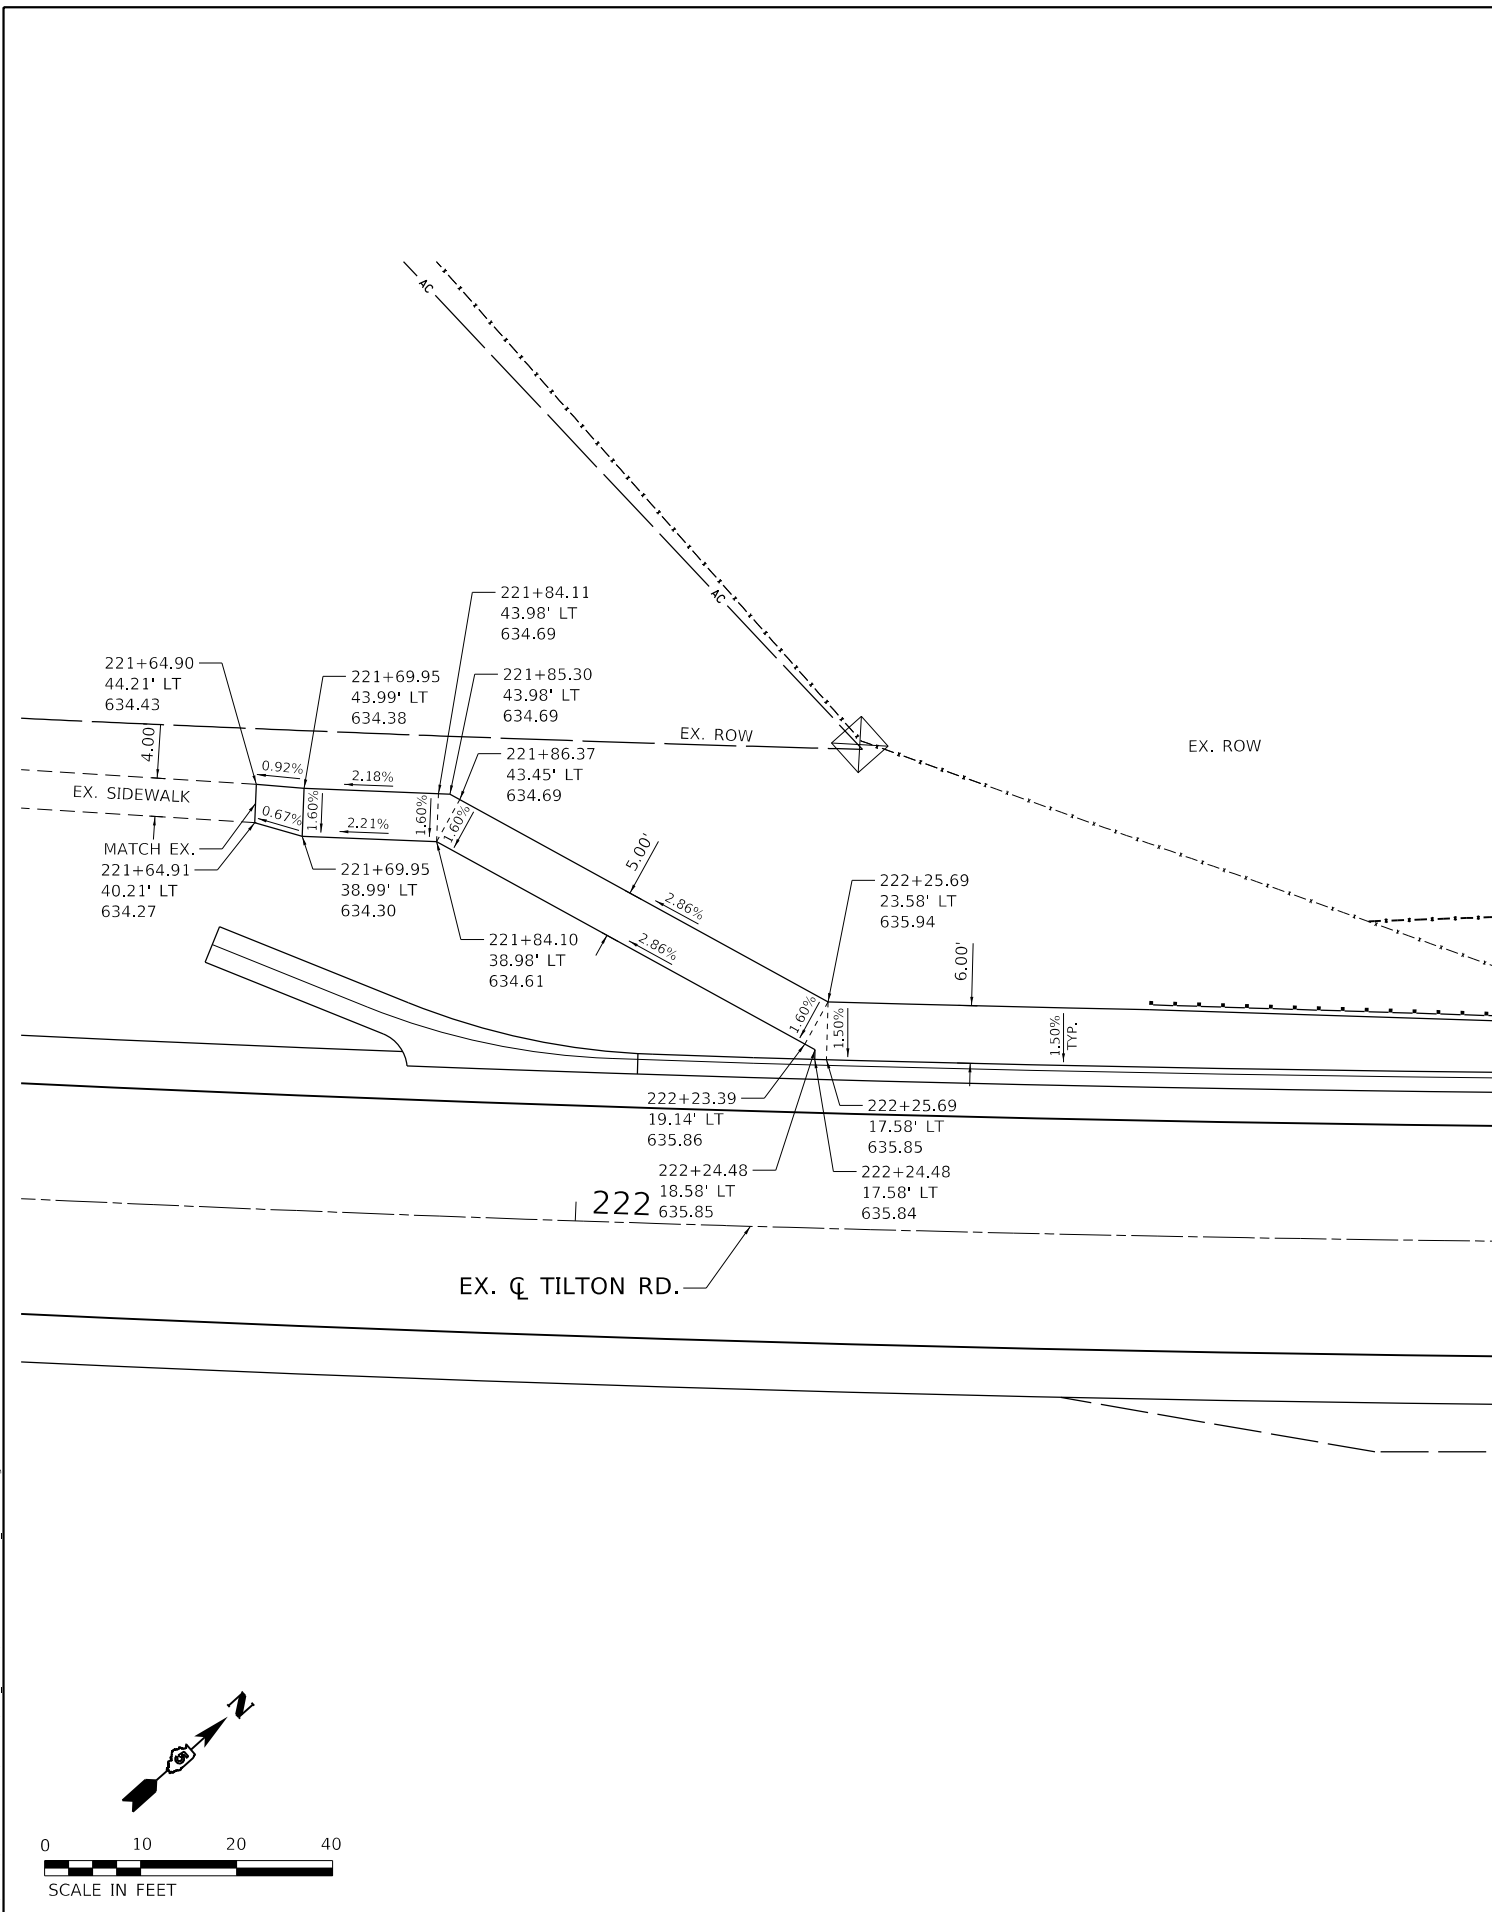 AC
AC
221+84.11
43.98' LT
634.69
221+64.90
44.21' LT
634.43
221+69.95
43.99' LT
634.38
221+85.30
43.98' LT
634.69
EX. ROW
EX. ROW
221+86.37
43.45' LT
634.69
4.00'
0.92%
2.18%
EX. SIDEWALK
0.67%
1.60%
2.21%
1.60%
1.60%
MATCH EX.
221+64.91
40.21' LT
634.27
221+69.95
38.99' LT
634.30
5.00'
2.86%
222+25.69
23.58' LT
635.94
221+84.10
38.98' LT
634.61
2.86%
6.00'
1.60%
1.50%
1.50%
TYP.
222+23.39
19.14' LT
635.86
222+25.69
17.58' LT
635.85
222+24.48
18.58' LT
635.85
222+24.48
17.58' LT
635.84
222
EX. ℄ TILTON RD.
N
0 10 20 40
SCALE IN FEET